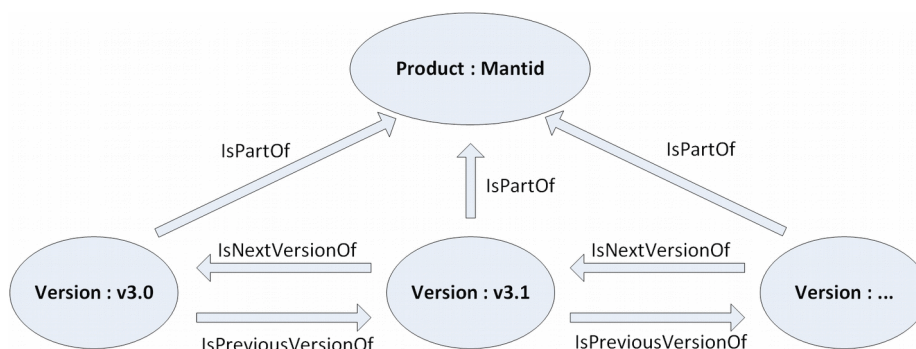 Product : Mantid
IsPartOf
IsPartOf
IsPartOf
IsNextVersionOf
IsNextVersionOf
Version : v3.0
Version : v3.1
Version : ...
IsPreviousVersionOf
IsPreviousVersionOf